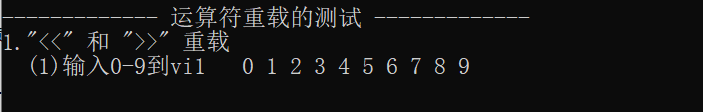 ------------- 运算符重载的测试 -------------
1."<<" 和 ">>" 重载
(1)输入0-9到vi1   0 1 2 3 4 5 6 7 8 9